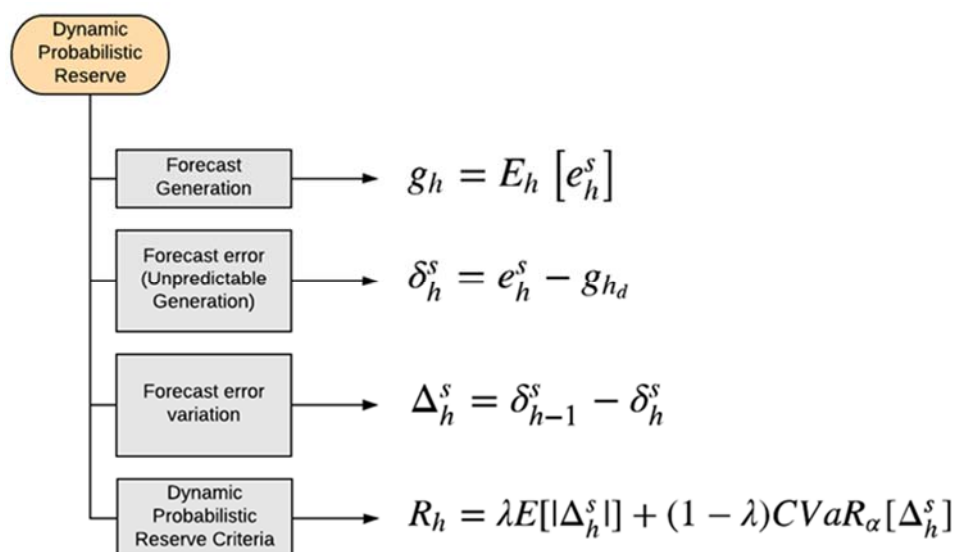 Dynamic
Probabilistic
Reserve
Forecast
Generation
g_h = E_h [e_h^s]
Forecast error
(Unpredictable
Generation)
δ_h^s = e_h^s − g_{h_d}
Forecast error
variation
Δ_h^s = δ_{h−1}^s − δ_h^s
Dynamic
Probabilistic
Reserve Criteria
R_h = λE[|Δ_h^s|] + (1 − λ)CVaR_α[Δ_h^s]